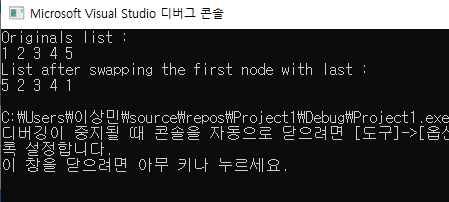 Microsoft Visual Studio 디버그 콘솔
Originals list :
1 2 3 4 5
List after swapping the first node with last :
5 2 3 4 1
C:₩Users₩이상민₩source₩repos₩Project1₩Debug₩Project1.exe
디버깅이 중지될 때 콘솔을 자동으로 닫으려면 [도구]->[옵션
록 설정합니다.
이 창을 닫으려면 아무 키나 누르세요.